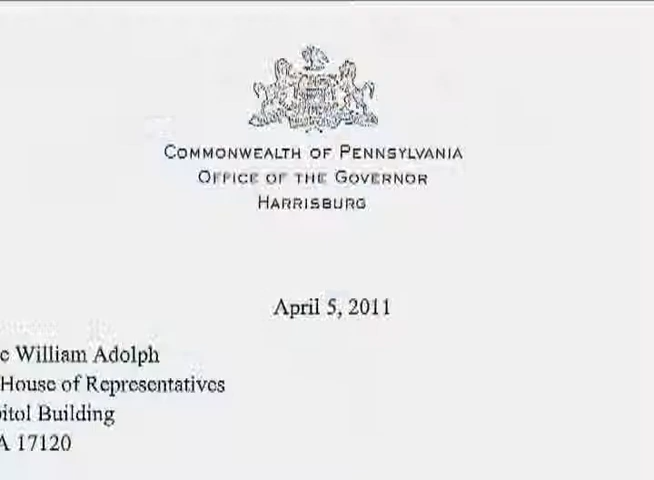 COMMONWEALTH OF PENNSYLVANIA
OFFICE OF THE GOVERNOR
HARRISBURG
April 5, 2011
William Adolph
House of Representatives
Building
17120